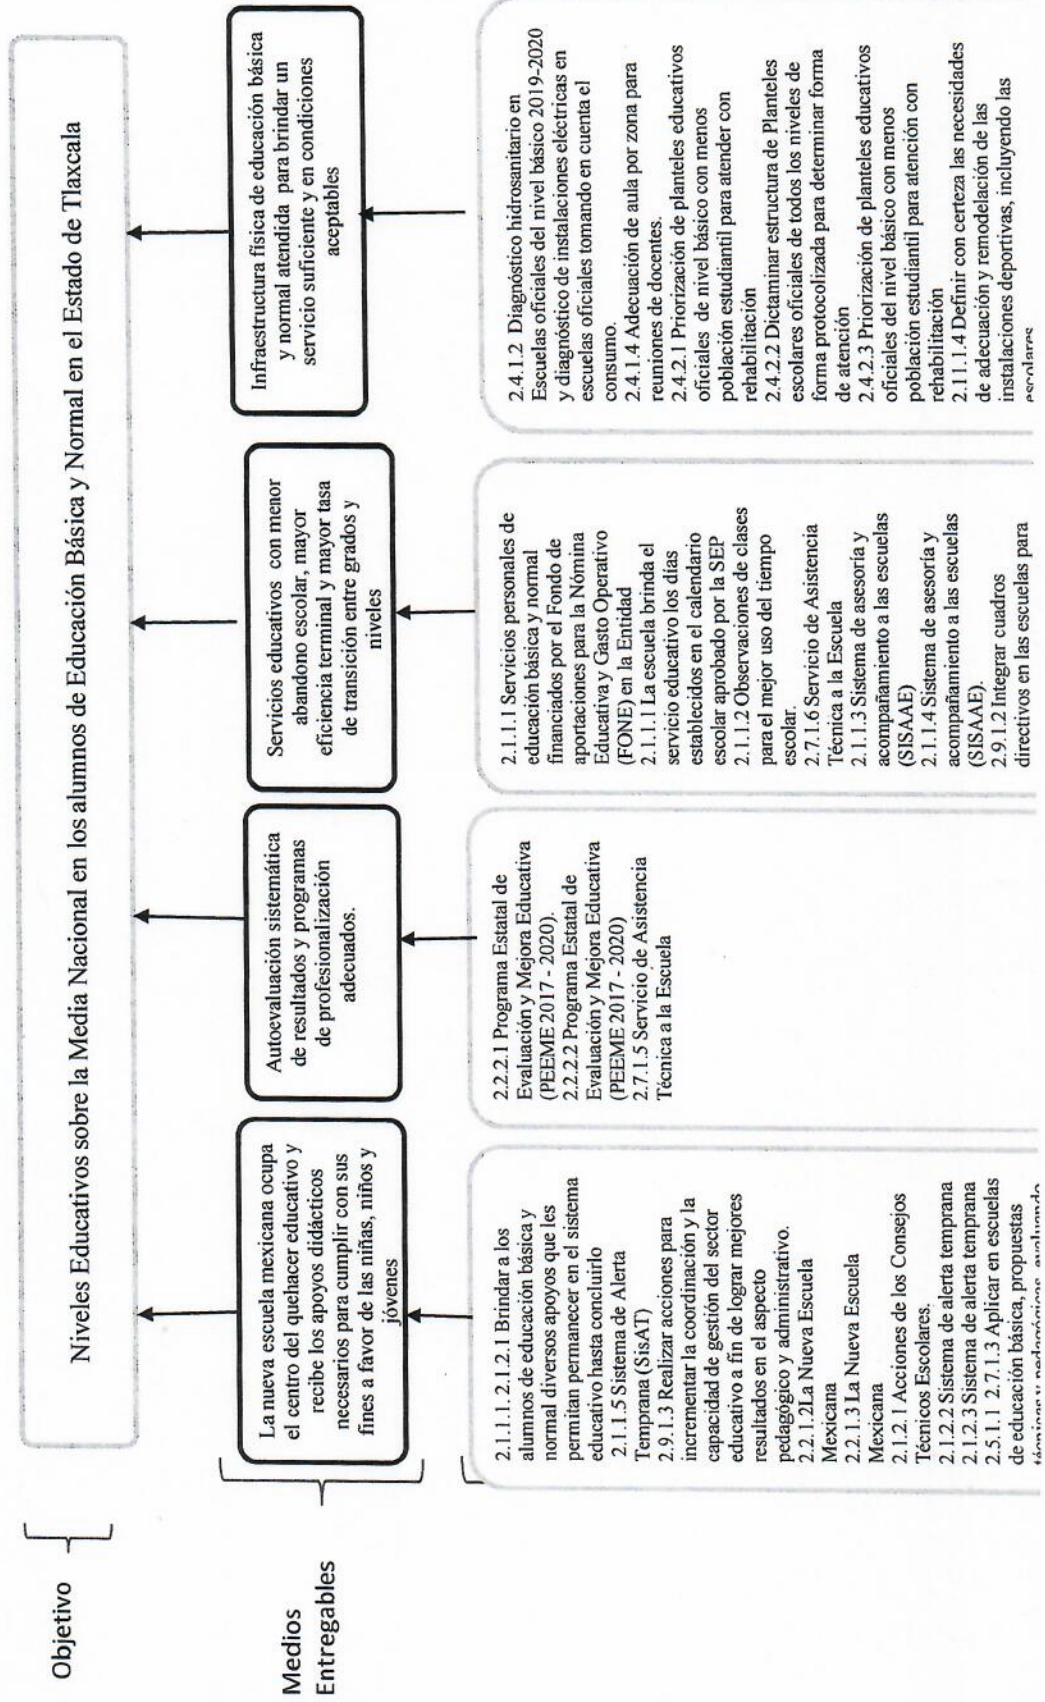 Objetivo
Niveles Educativos sobre la Media Nacional en los alumnos de Educación Básica y Normal en el Estado de Tlaxcala
Medios
Entregables
La nueva escuela mexicana ocupa
el centro del quehacer educativo y
recibe los apoyos didácticos
necesarios para cumplir con sus
fines a favor de las niñas, niños y
jóvenes
Autoevaluación sistemática
de resultados y programas
de profesionalización
adecuados.
Servicios educativos con menor
abandono escolar, mayor
eficiencia terminal y mayor tasa
de transición entre grados y
niveles
Infraestructura física de educación básica
y normal atendida para brindar un
servicio suficiente y en condiciones
aceptables
2.1.1.1.1 2.1.2.1 Brindar a los
alumnos de educación básica y
normal diversos apoyos que les
permitan permanecer en el sistema
educativo hasta concluirlo
2.1.1.5 Sistema de Alerta
Temprana (SisAT)
2.9.1.3 Realizar acciones para
incrementar la coordinación y la
capacidad de gestión del sector
educativo a fin de lograr mejores
resultados en el aspecto
pedagógico y administrativo.
2.2.1.2La Nueva Escuela
Mexicana
2.2.1.3 La Nueva Escuela
Mexicana
2.1.2.1 Acciones de los Consejos
Técnicos Escolares.
2.1.2.2 Sistema de alerta temprana
2.1.2.3 Sistema de alerta temprana
2.5.1.1 2.7.1.3 Aplicar en escuelas
de educación básica, propuestas
técnicas y pedagógicas, evaluando
2.2.2.1 Programa Estatal de
Evaluación y Mejora Educativa
(PEEME 2017 - 2020).
2.2.2.2 Programa Estatal de
Evaluación y Mejora Educativa
(PEEME 2017 - 2020)
2.7.1.5 Servicio de Asistencia
Técnica a la Escuela
2.1.1.1.1 Servicios personales de
educación básica y normal
financiados por el Fondo de
aportaciones para la Nómina
Educativa y Gasto Operativo
(FONE) en la Entidad
2.1.1.1.1 La escuela brinda el
servicio educativo los días
establecidos en el calendario
escolar aprobado por la SEP
2.1.1.2 Observaciones de clases
para el mejor uso del tiempo
escolar.
2.7.1.6 Servicio de Asistencia
Técnica a la Escuela
2.1.1.3 Sistema de asesoría y
acompañamiento a las escuelas
(SISAAE)
2.1.1.4 Sistema de asesoría y
acompañamiento a las escuelas
(SISAAE).
2.9.1.2 Integrar cuadros
directivos en las escuelas para
2.4.1.2 Diagnóstico hidrosanitario en
Escuelas oficiales del nivel básico 2019-2020
y diagnóstico de instalaciones eléctricas en
escuelas oficiales tomando en cuenta el
consumo.
2.4.1.4 Adecuación de aula por zona para
reuniones de docentes.
2.4.2.1 Priorización de planteles educativos
oficiales de nivel básico con menos
población estudiantil para atender con
rehabilitación
2.4.2.2 Dictaminar estructura de Planteles
escolares oficiales de todos los niveles de
forma protocolizada para determinar forma
de atención
2.4.2.3 Priorización de planteles educativos
oficiales del nivel básico con menos
población estudiantil para atención con
rehabilitación
2.11.1.4 Definir con certeza las necesidades
de adecuación y remodelación de las
instalaciones deportivas, incluyendo las
escolares